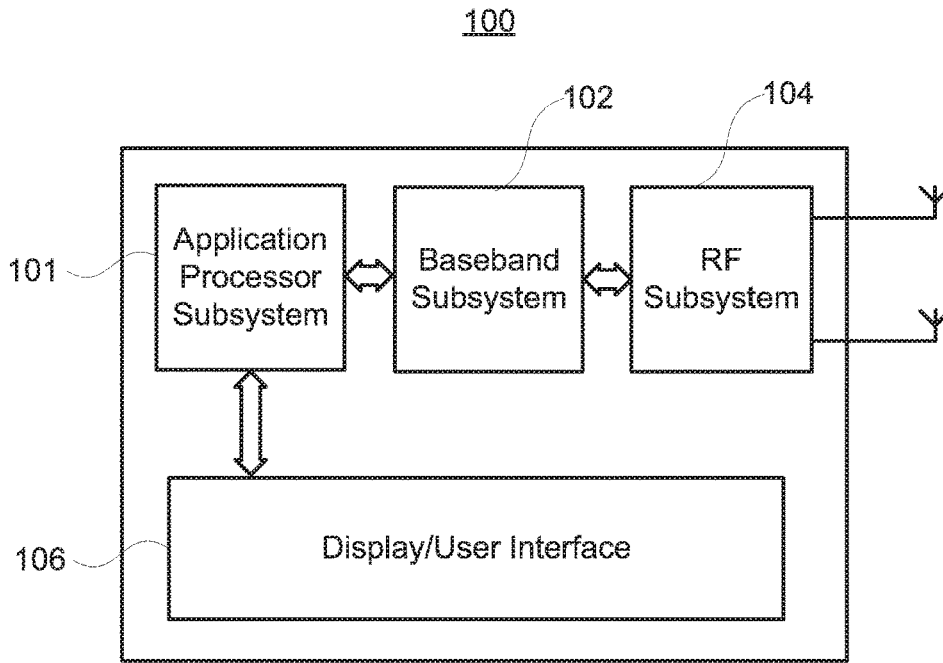 100
102
104
101
Application
Processor
Subsystem
Baseband
Subsystem
RF
Subsystem
106
Display/User Interface